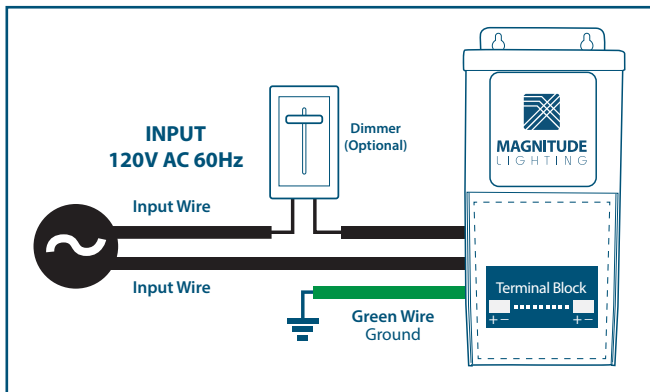 INPUT
120V AC 60Hz
Dimmer
(Optional)
Input Wire
Input Wire
Green Wire
Ground
MAGNITUDE
LIGHTING
Terminal Block
+ - + -